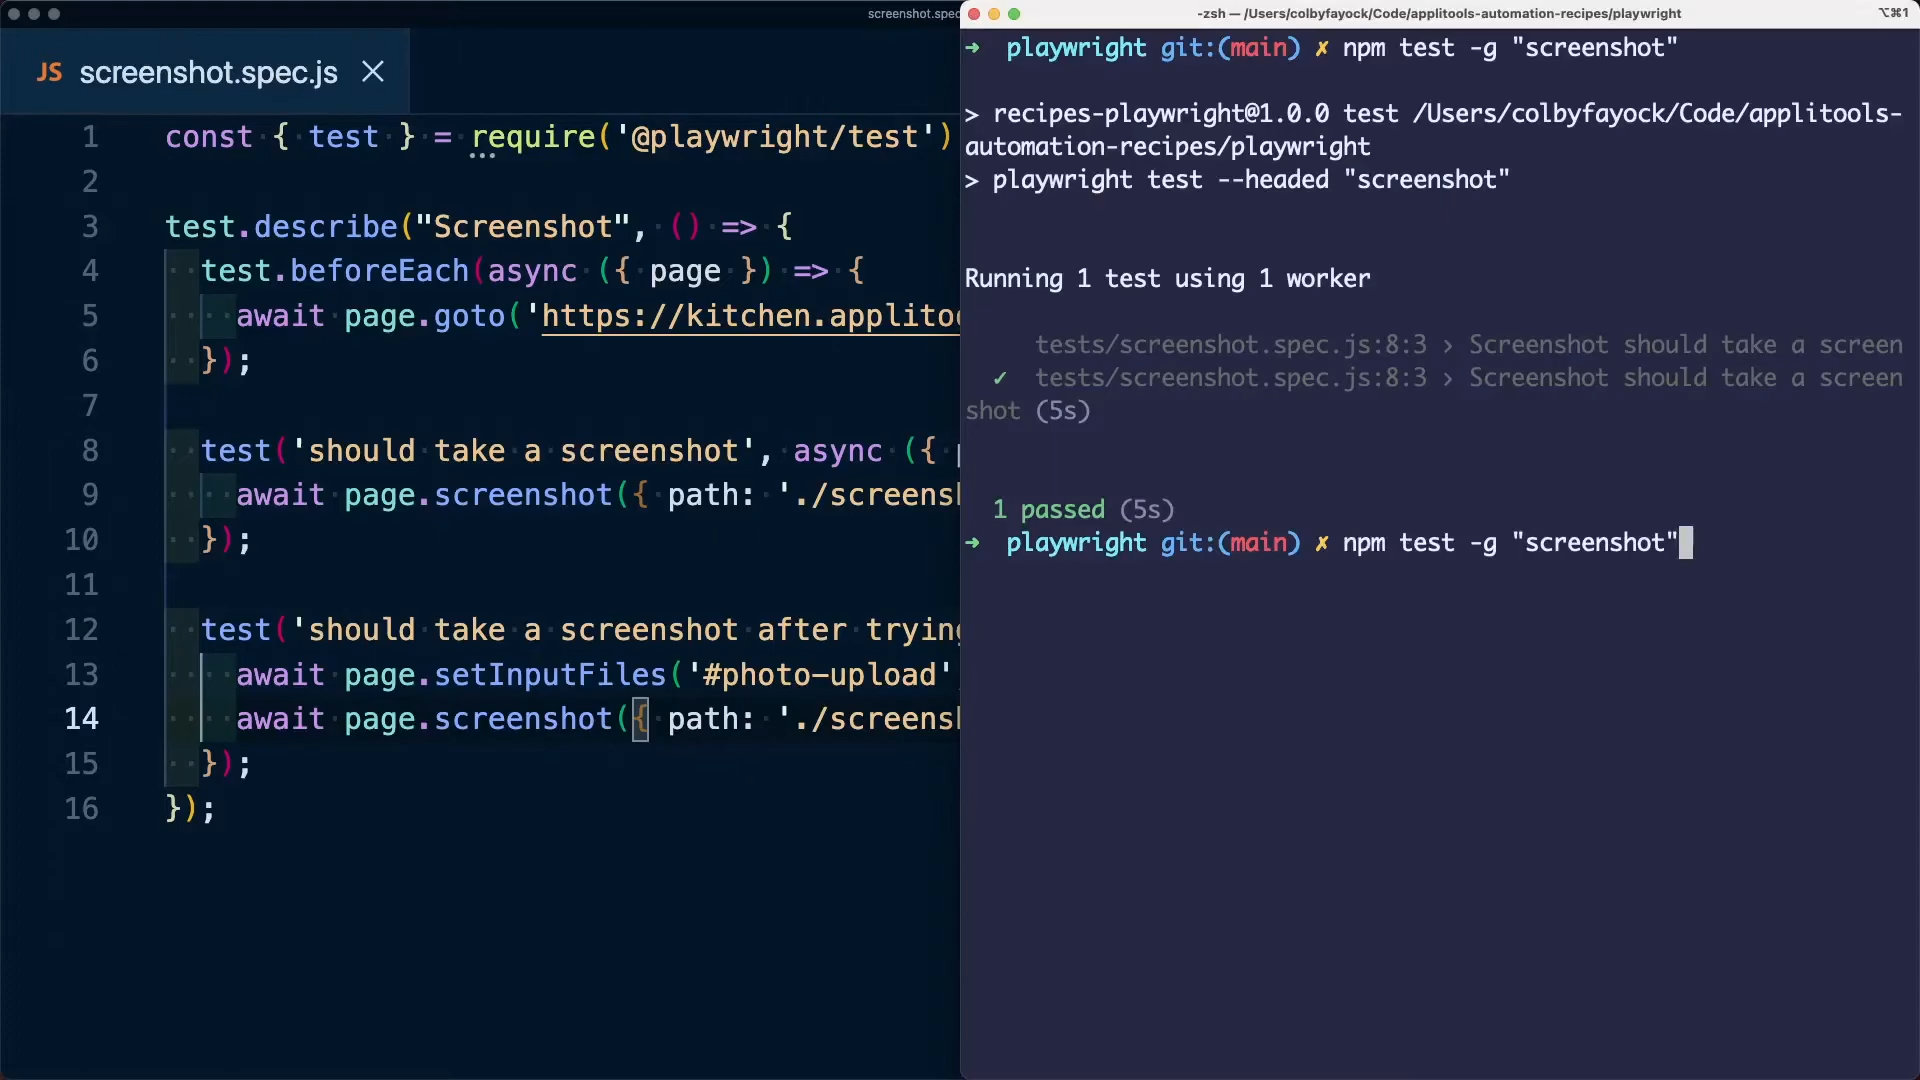 screenshot.spec
JS screenshot.spec.js
1 const { test } = require('@playwright/test')
2
3 test.describe("Screenshot", () => {
4 test.beforeEach(async ({ page }) => {
5 await page.goto('https://kitchen.applitoo
6 });
7
8 test('should take a screenshot', async ({ p
9 await page.screenshot({ path: './screensh
10 });
11
12 test('should take a screenshot after trying
13 await page.setInputFiles('#photo-upload'
14 await page.screenshot({ path: './screensh
15 });
16 });
-zsh — /Users/colbyfayock/Code/applitools-automation-recipes/playwright ⌥⌘1
➜ playwright git:(main) ✗ npm test -g "screenshot"
> recipes-playwright@1.0.0 test /Users/colbyfayock/Code/applitools-
automation-recipes/playwright
> playwright test --headed "screenshot"
Running 1 test using 1 worker
tests/screenshot.spec.js:8:3 › Screenshot should take a screen
✓ tests/screenshot.spec.js:8:3 › Screenshot should take a screen
shot (5s)
1 passed (5s)
➜ playwright git:(main) ✗ npm test -g "screenshot"